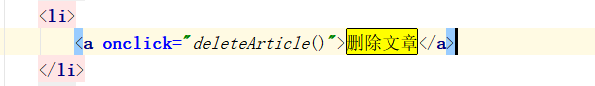 <li>
<a onclick="deleteArticle()">删除文章</a>
</li>